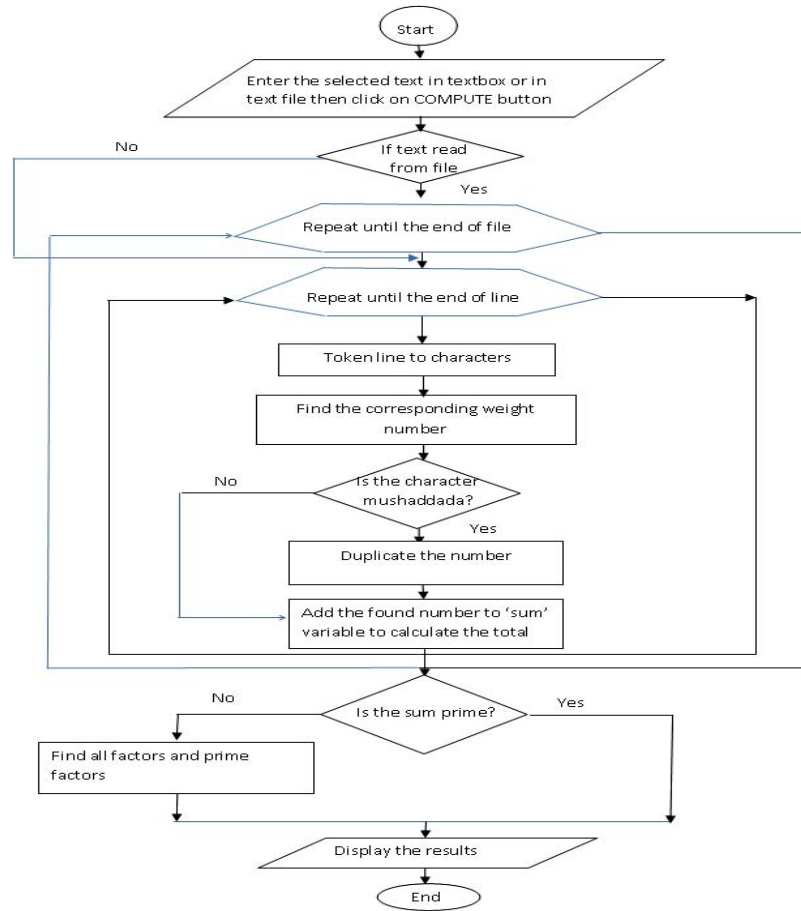 Start
Enter the selected text in textbox or in
text file then click on COMPUTE button
No
If text read
from file
Yes
Repeat until the end of file
Repeat until the end of line
Token line to characters
Find the corresponding weight
number
No
Is the character
mushaddada?
Yes
Duplicate the number
Add the found number to ‘sum’
variable to calculate the total
No
Is the sum prime?
Yes
Find all factors and prime
factors
Display the results
End